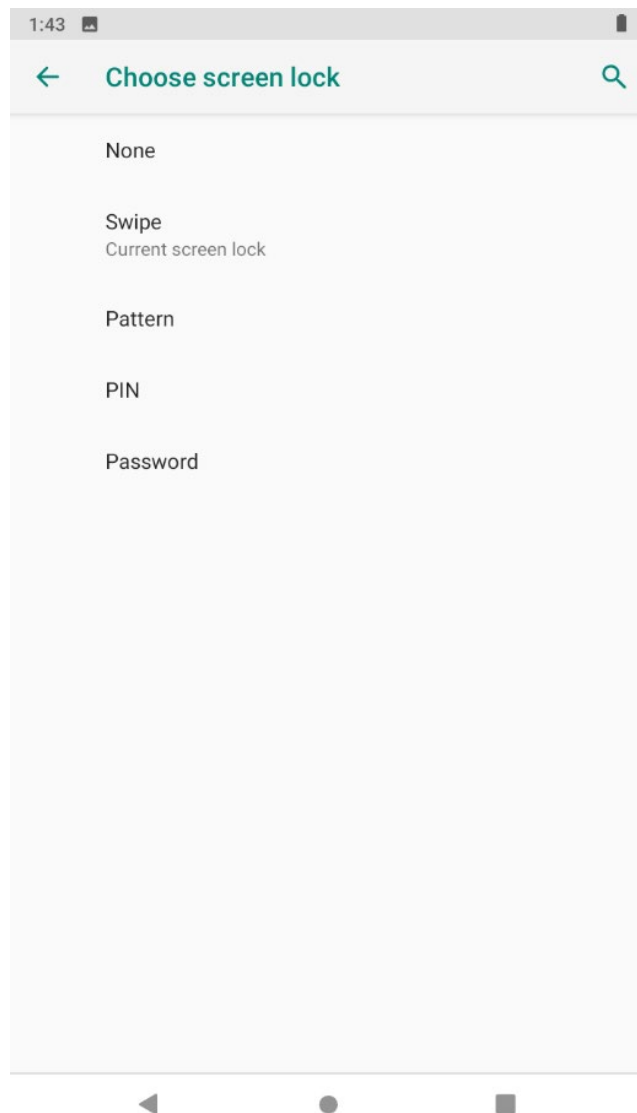 1:43
Choose screen lock
None
Swipe
Current screen lock
Pattern
PIN
Password